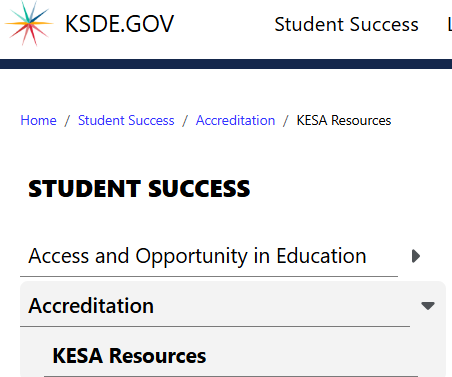 KSDE.GOV Student Success
Home / Student Success / Accreditation / KESA Resources
STUDENT SUCCESS
Access and Opportunity in Education
Accreditation
KESA Resources